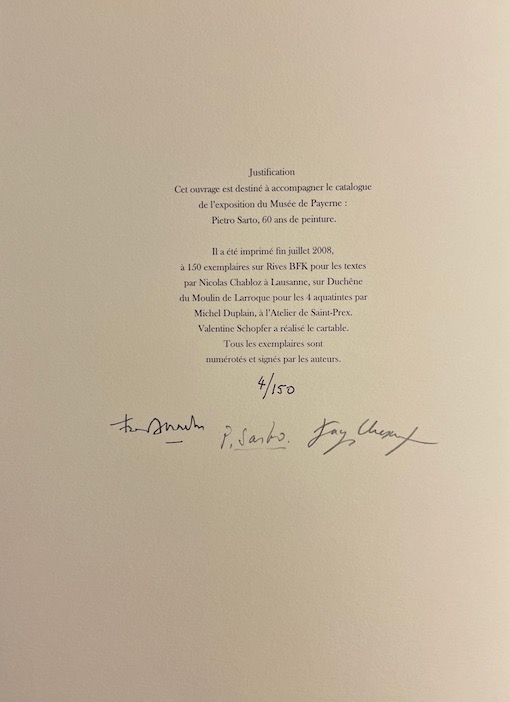 Justification
Cet ouvrage est destiné à accompagner le catalogue
de l'exposition du Musée de Payerne :
Pietro Sarto, 60 ans de peinture.
Il a été imprimé fin juillet 2008,
à 150 exemplaires sur Rives BFK pour les textes
par Nicolas Chabloz à Lausanne, sur Duchêne
du Moulin de Larroque pour les 4 aquatintes par
Michel Duplain, à l'Atelier de Saint-Prex.
Valentine Schopfer a réalisé le cartable.
Tous les exemplaires sont
numérotés et signés par les auteurs.
4/150
P. Sarto.